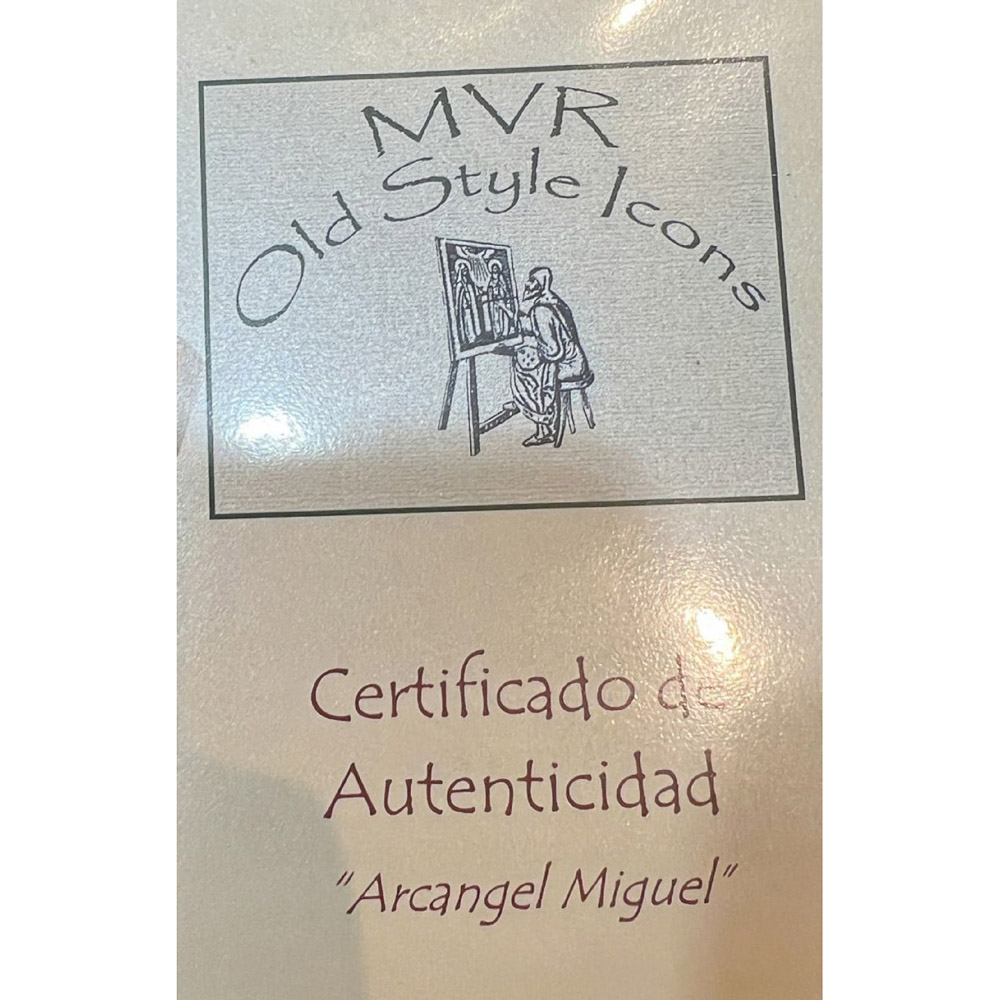 MVR
Old Style Icons
Certificado de
Autenticidad
"Arcangel Miguel"